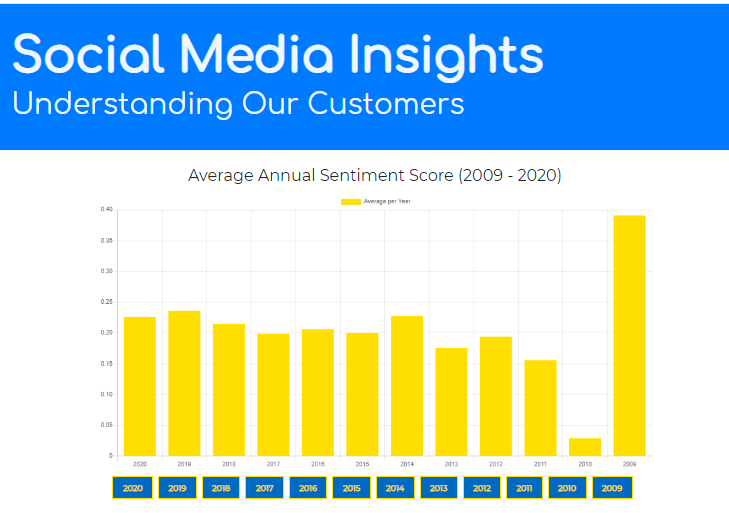 Social Media Insights
Understanding Our Customers
Average Annual Sentiment Score (2009 - 2020)
Average per Year
0.40
0.35
0.30
0.25
0.20
0.15
0.10
0.05
0
2020 2019 2018 2017 2016 2015 2014 2013 2012 2011 2010 2009
2020 2019 2018 2017 2016 2015 2014 2013 2012 2011 2010 2009